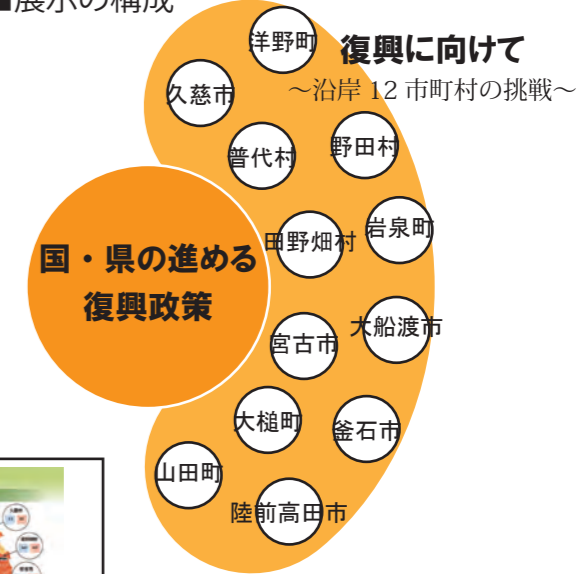 ■展示の構成
復興に向けて
～沿岸 12 市町村の挑戦～
洋野町
久慈市
普代村
野田村
田野畑村
岩泉町
国・県の進める
復興政策
宮古市
大船渡市
大槌町
釜石市
山田町
陸前高田市